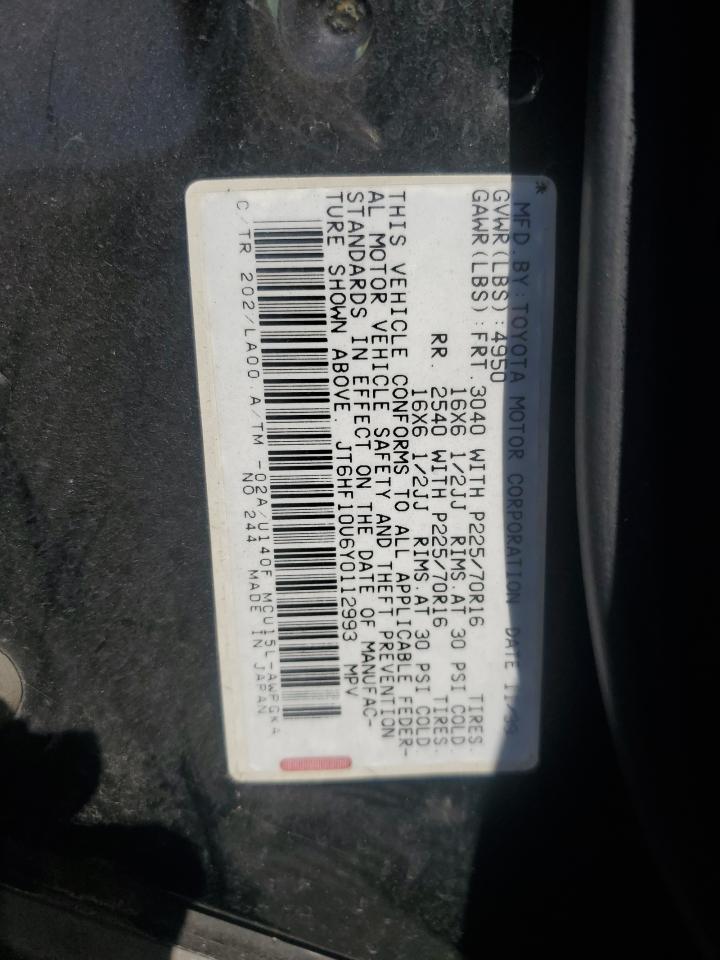 MFD. BY: TOYOTA MOTOR CORPORATION DATE 11/99
GVWR(LBS): 4950
GAWR(LBS): FRT. 3040 WITH P225/70R16 TIRES.
16X6 1/2JJ RIMS.AT 30 PSI COLD.
RR. 2540 WITH P225/70R16 TIRES.
16X6 1/2JJ RIMS.AT 30 PSI COLD.
THIS VEHICLE CONFORMS TO ALL APPLICABLE FEDER-
AL MOTOR VEHICLE SAFETY AND THEFT PREVENTION
STANDARDS IN EFFECT ON THE DATE OF MANUFAC-
TURE SHOWN ABOVE. JT6HF10U6Y0112993 MPV
C/TR 202/LA00.A/TM -02A/U140F MCU15L-AWPGKA
NO 244 MADE IN JAPAN